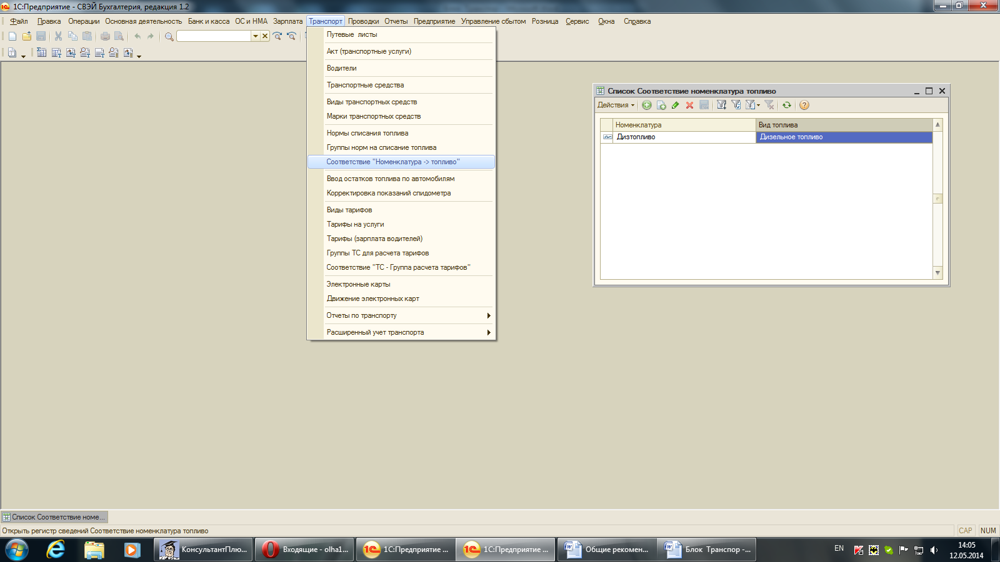 1С:Предприятие - СВЭЙ Бухгалтерия, редакция 1.2
Файл Правка Операции Основная деятельность Банк и касса ОС и НМА Зарплата Транспорт Проводки Отчеты Предприятие Управление сбытом Розница Сервис Окна Справка
Путевые листы
Акт (транспортные услуги)
Водители
Транспортные средства
Виды транспортных средств
Марки транспортных средств
Нормы списания топлива
Группы норм на списание топлива
Соответствие "Номенклатура -> топливо"
Ввод остатков топлива по автомобилям
Корректировка показаний спидометра
Виды тарифов
Тарифы на услуги
Тарифы (зарплата водителей)
Группы ТС для расчета тарифов
Соответствие "ТС - Группа расчета тарифов"
Электронные карты
Движение электронных карт
Отчеты по транспорту
Расширенный учет транспорта
Список Соответствие номенклатура топливо
Действия
Номенклатура Вид топлива
Дизтопливо Дизельное топливо
Список Соответствие номе...
Открыть регистр сведений Соответствие номенклатура топливо
CAP NUM
КонсультантПлю... Входящие - olha1... 1С:Предприятие ... 1С:Предприятие ... Общие рекомен... Блок Транспор -...
EN
14:05
12.05.2014